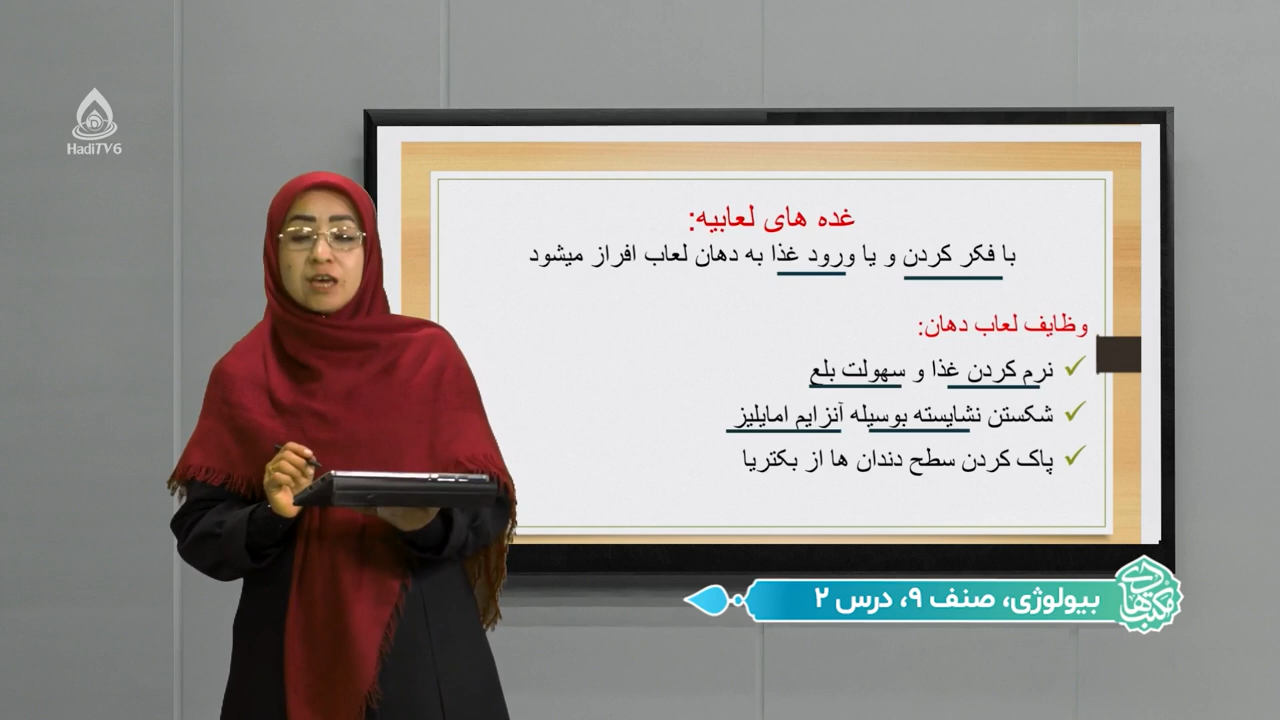 HadiTV6
غده های لعابیه:
با فکر کردن و یا ورود غذا به دهان لعاب افراز میشود
وظایف لعاب دهان:
نرم کردن غذا و سهولت بلع
شکستن نشایسته بوسیله آنزایم امایلیز
پاک کردن سطح دندان ها از بکتریا
بیولوژی، صنف ۹، درس ۲